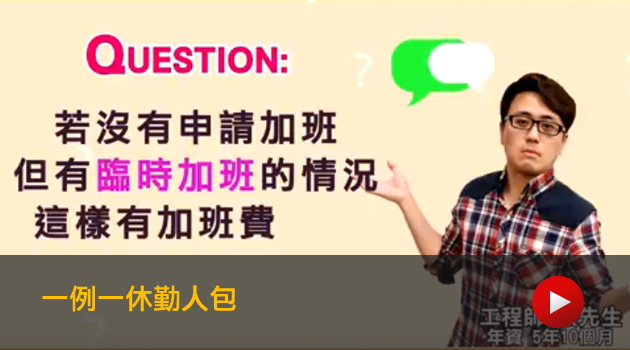 QUESTION:
若沒有申請加班
但有臨時加班的情況
這樣有加班費
一例一休勤人包
工程師 先生
年資 5年10個月